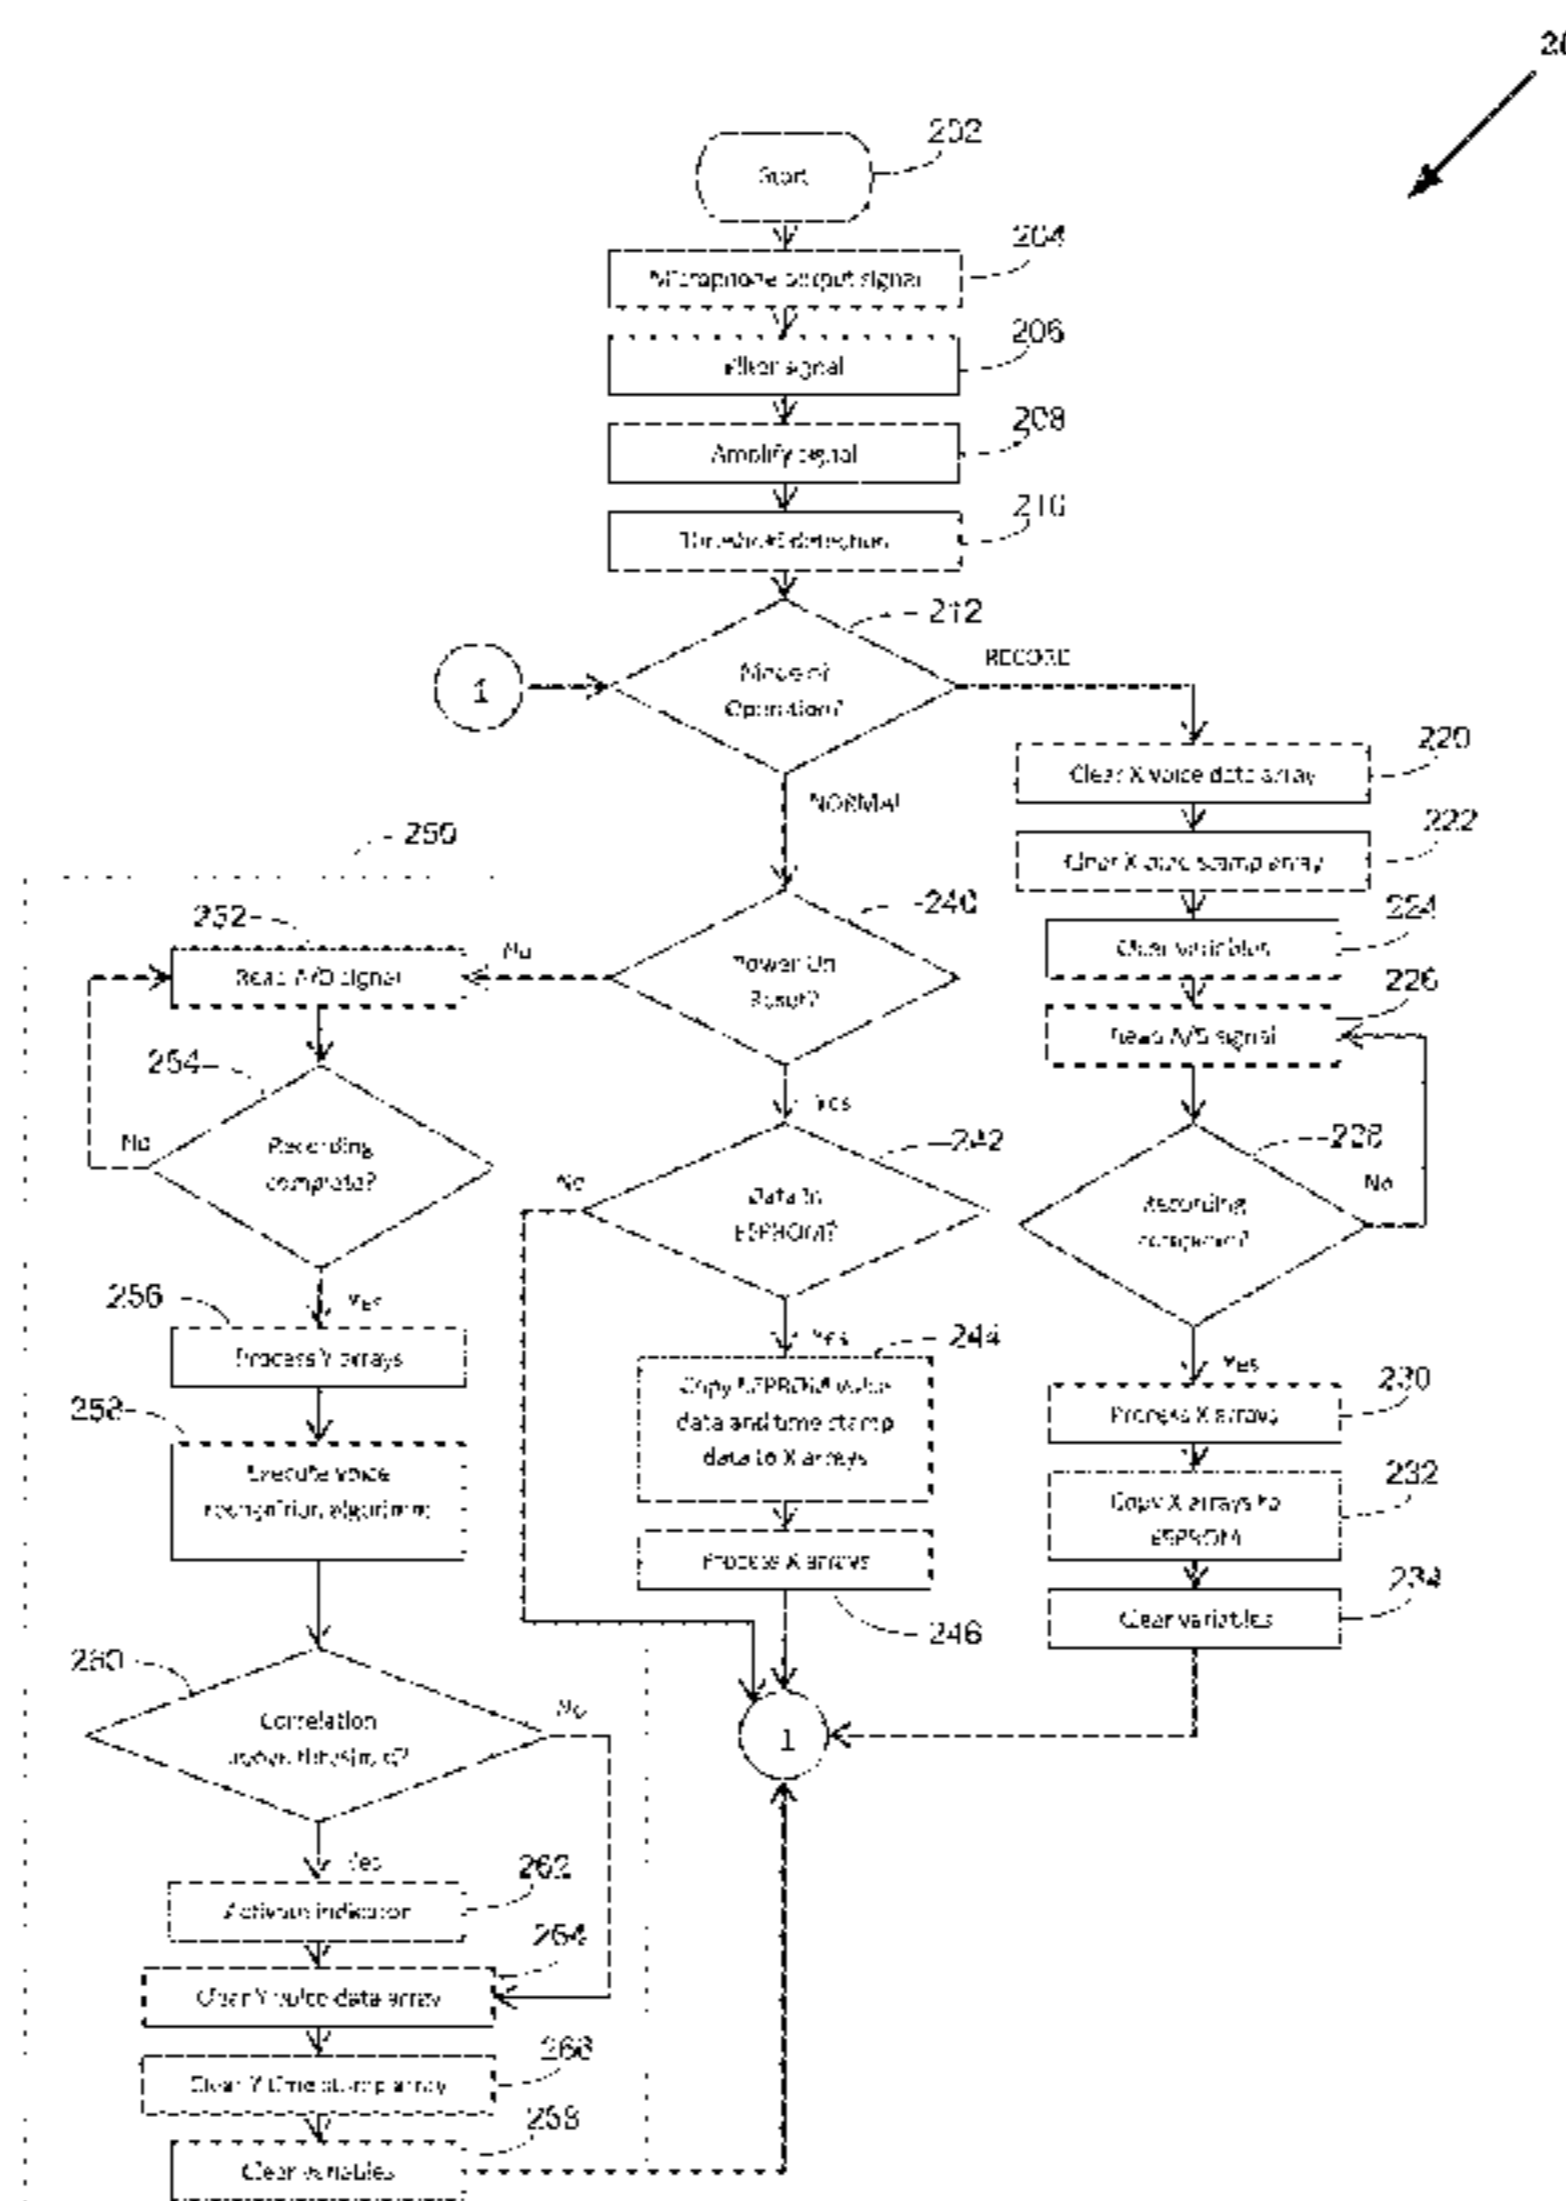 202
Start
204
Microphone output signal
206
Filter signal
208
Amplify signal
210
Threshold detection
212
Mode of
Operation?
RECORD
1
NORMAL
220
Clear X voice data array
222
Clear X time stamp array
224
Clear variables
226
Read A/D signal
228
Recording
complete?
No
Yes
230
Process X arrays
232
Copy X arrays to
EEPROM
234
Clear variables
240
Power On
Reset?
No
Yes
242
Data in
EEPROM?
No
Yes
244
Copy EEPROM voice
data and time stamp
data to X arrays
Process X arrays
246
1
250
252
Read A/D signal
254
Recording
complete?
No
Yes
256
Process Y arrays
258
Execute voice
recognition algorithm
260
Correlation
above threshold?
No
Yes
262
Activate indicator
264
Clear Y voice data array
266
Clear Y time stamp array
268
Clear variables